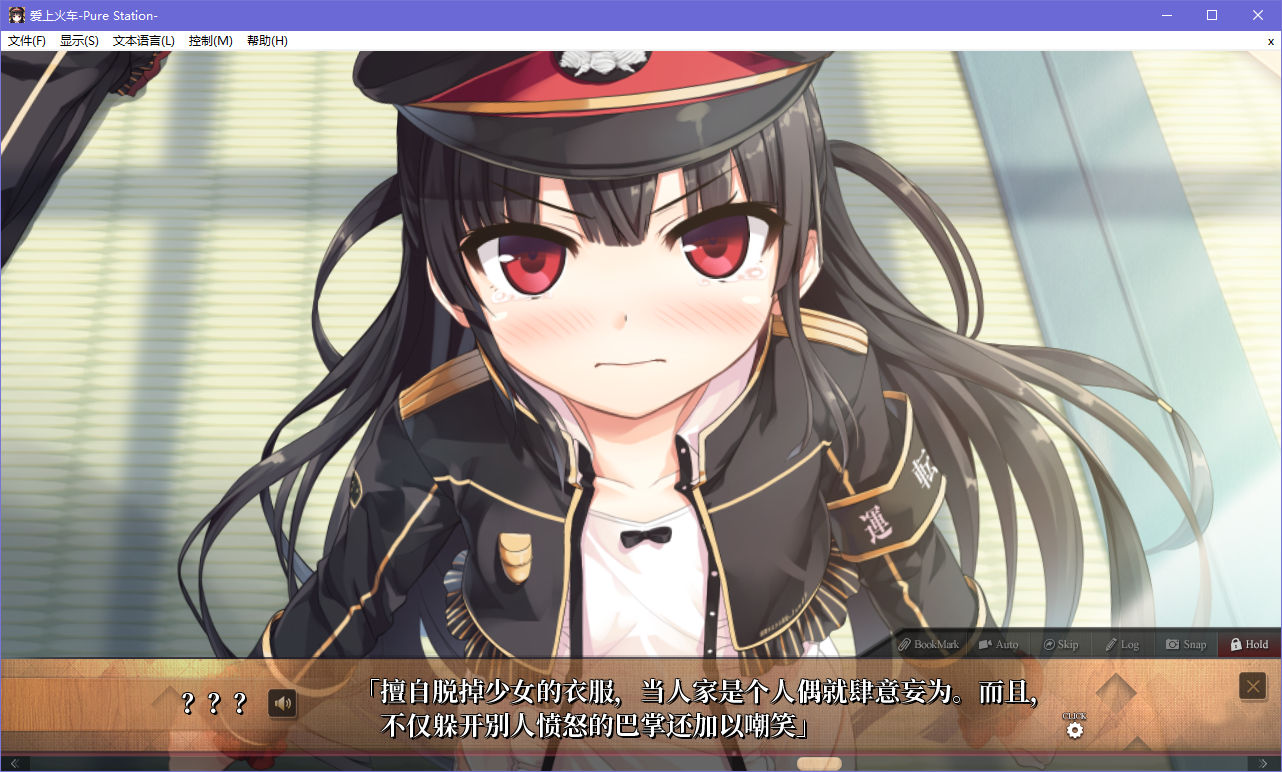 爱上火车-Pure Station-
文件(F) 显示(S) 文本语言(L) 控制(M) 帮助(H) x
転
運
BookMark Auto Skip Log Snap Hold
？？？
「擅自脱掉少女的衣服，当人家是个人偶就肆意妄为。而且，
不仅躲开别人愤怒的巴掌还加以嘲笑」
CLICK